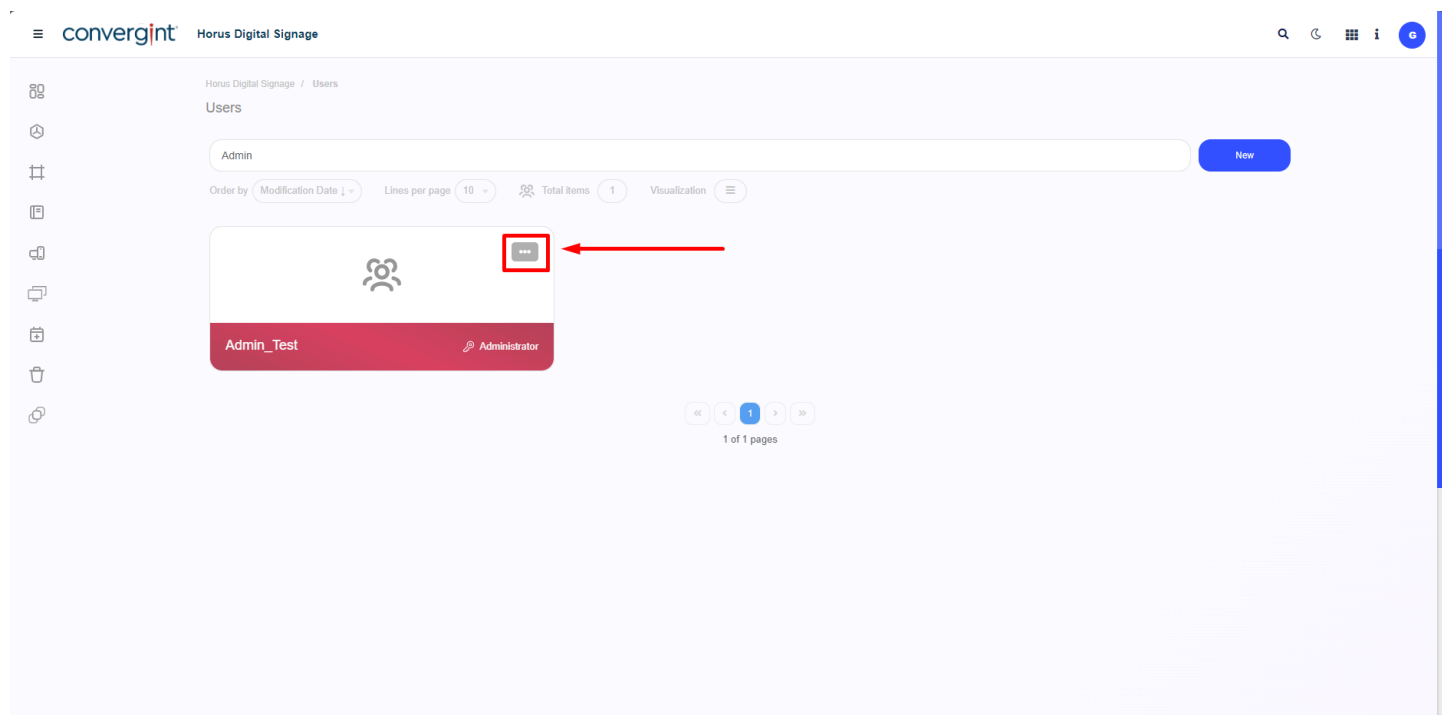 convergint Horus Digital Signage G
Horus Digital Signage / Users
Users
Admin New
Order by Modification Date ↓ Lines per page 10 Total items 1 Visualization
Admin_Test Administrator
« ‹ 1 › »
1 of 1 pages